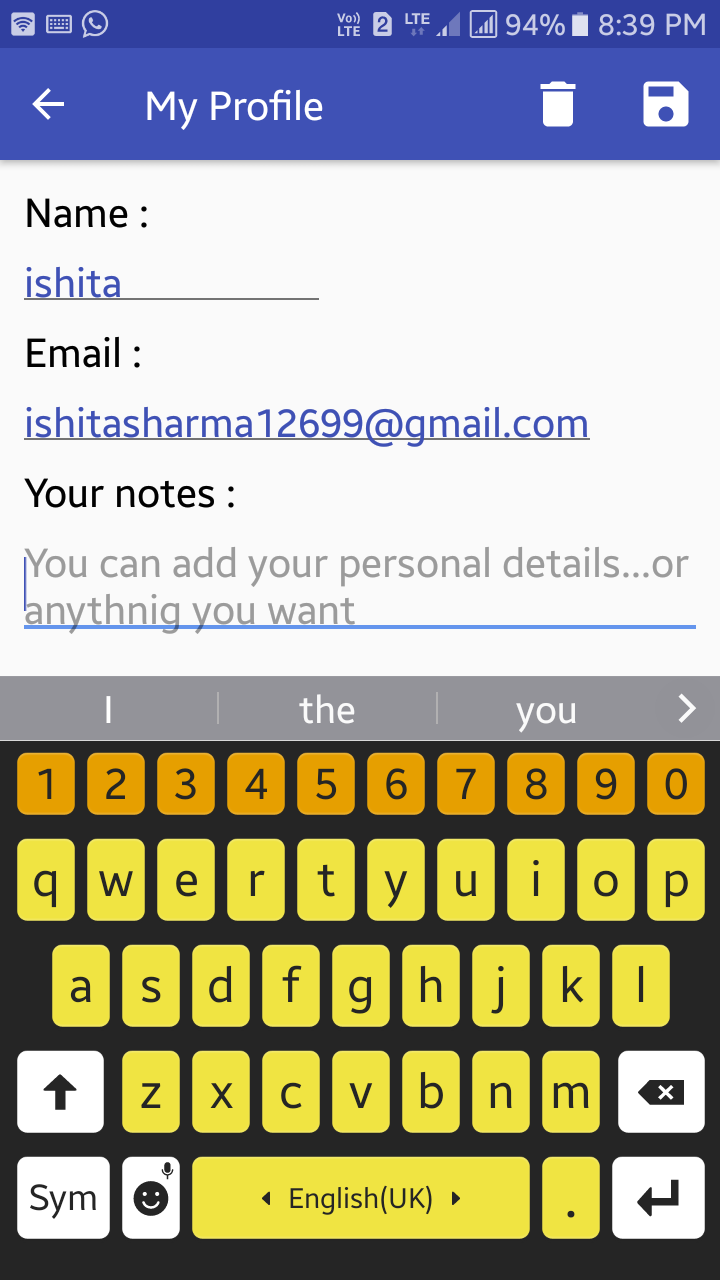 Vo)) LTE 2 LTE 94% 8:39 PM
My Profile
Name :
ishita
Email :
ishitasharma12699@gmail.com
Your notes :
You can add your personal details...or
anythnig you want
I the you
1 2 3 4 5 6 7 8 9 0
q w e r t y u i o p
a s d f g h j k l
z x c v b n m
Sym English(UK) .